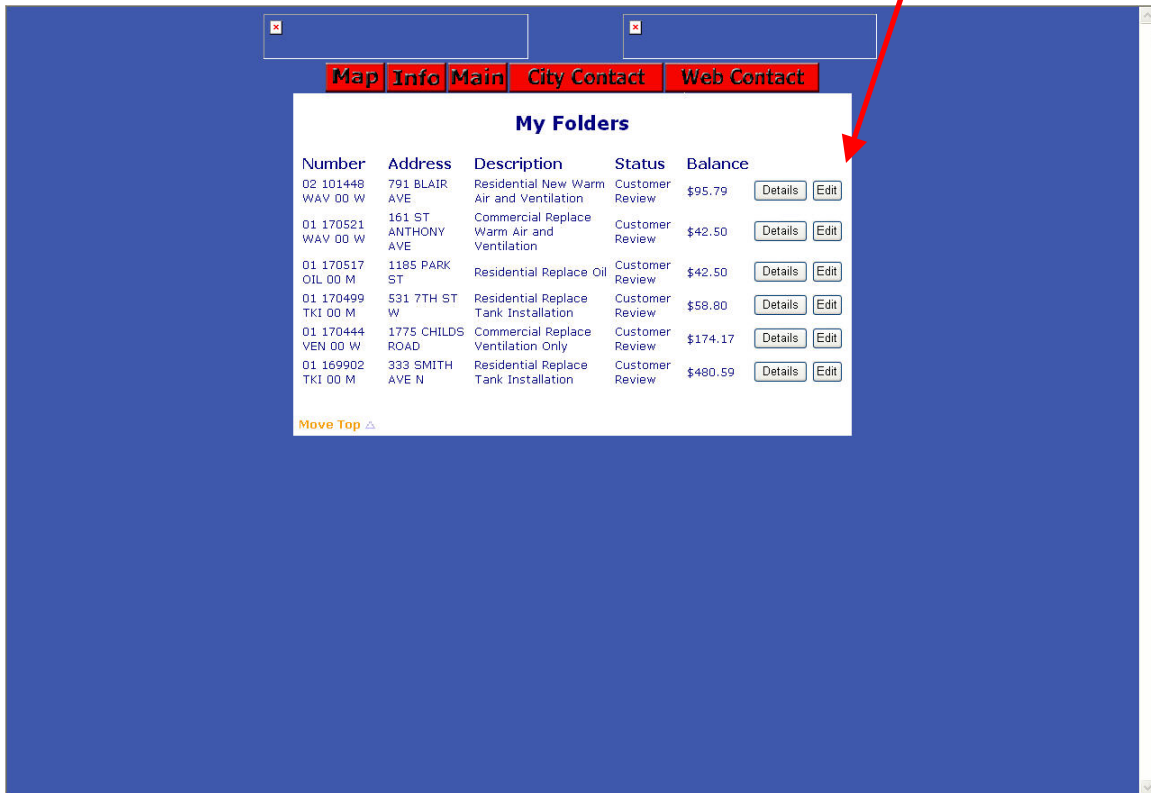 Map Info Main City Contact Web Contact
My Folders
Number Address Description Status Balance
02 101448 791 BLAIR Residential New Warm Customer $95.79 Details Edit
WAV 00 W AVE Air and Ventilation Review
01 170521 161 ST Commercial Replace Customer $42.50 Details Edit
WAV 00 W ANTHONY Warm Air and Review
AVE Ventilation
01 170517 1185 PARK Residential Replace Oil Customer $42.50 Details Edit
OIL 00 M ST Review
01 170499 531 7TH ST Residential Replace Customer $58.80 Details Edit
TKI 00 M W Tank Installation Review
01 170444 1775 CHILDS Commercial Replace Customer $174.17 Details Edit
VEN 00 W ROAD Ventilation Only Review
01 169902 333 SMITH Residential Replace Customer $480.59 Details Edit
TKI 00 M AVE N Tank Installation Review
Move Top